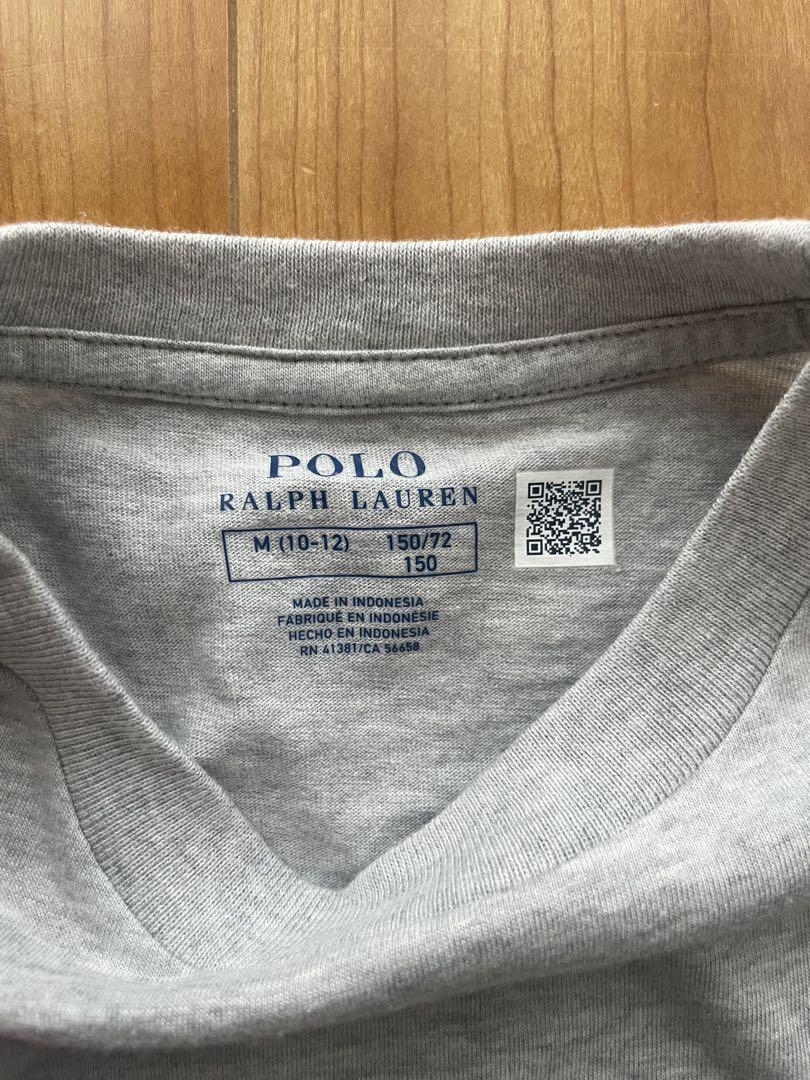 POLO
RALPH LAUREN
M (10-12) 150/72
150
MADE IN INDONESIA
FABRIQUÉ EN INDONÉSIE
HECHO EN INDONESIA
RN 41381/CA 56658